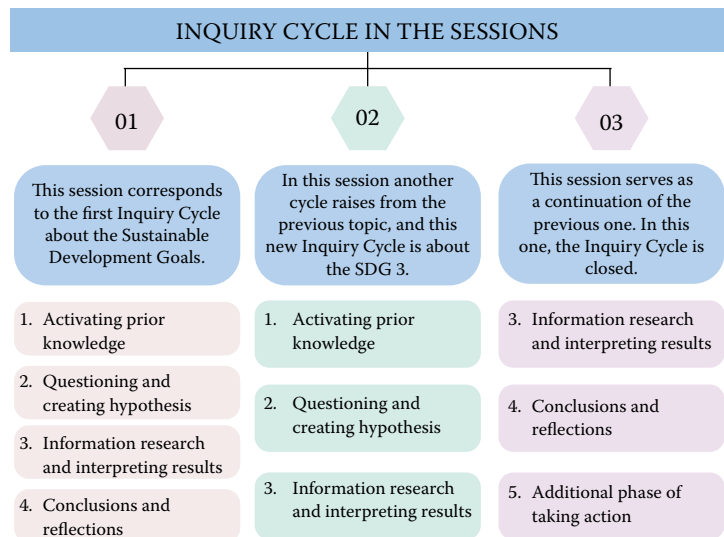 INQUIRY CYCLE IN THE SESSIONS
01
This session corresponds
to the first Inquiry Cycle
about the Sustainable
Development Goals.
1. Activating prior
knowledge
2. Questioning and
creating hypothesis
3. Information research
and interpreting results
4. Conclusions and
reflections
02
In this session another
cycle raises from the
previous topic, and this
new Inquiry Cycle is about
the SDG 3.
1. Activating prior
knowledge
2. Questioning and
creating hypothesis
3. Information research
and interpreting results
03
This session serves as
a continuation of the
previous one. In this
one, the Inquiry Cycle is
closed.
3. Information research
and interpreting results
4. Conclusions and
reflections
5. Additional phase of
taking action